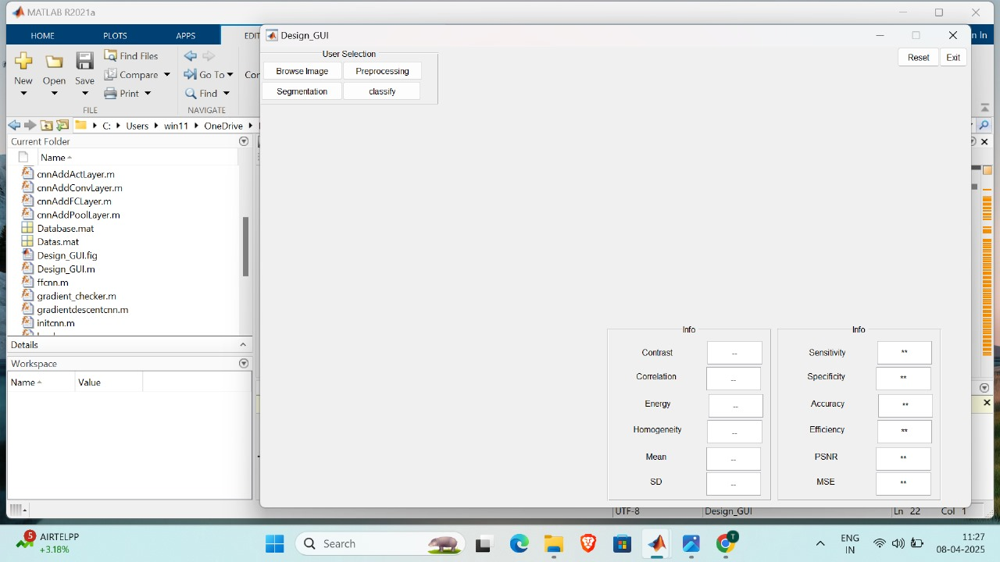 MATLAB R2021a
HOME PLOTS APPS EDIT
Design_GUI
n In
User Selection
Browse Image Preprocessing
Segmentation classify
Reset Exit
New Open Save
Find Files
Compare
Print
Go To
Find
Con
FILE NAVIGATE
C: Users win11 OneDrive
Current Folder
Name
cnnAddActLayer.m
cnnAddConvLayer.m
cnnAddFCLayer.m
cnnAddPoolLayer.m
Database.mat
Datas.mat
Design_GUI.fig
Design_GUI.m
ffcnn.m
gradient_checker.m
gradientdescentcnn.m
initcnn.m
Details
Workspace
Name Value
Info
Contrast --
Correlation --
Energy --
Homogeneity --
Mean --
SD --
Info
Sensitivity **
Specificity **
Accuracy **
Efficiency **
PSNR **
MSE **
UTF-8 Design_GUI Ln 22 Col 1
5
AIRTELPP
+3.18%
Search
T
ENG
IN
11:27
08-04-2025